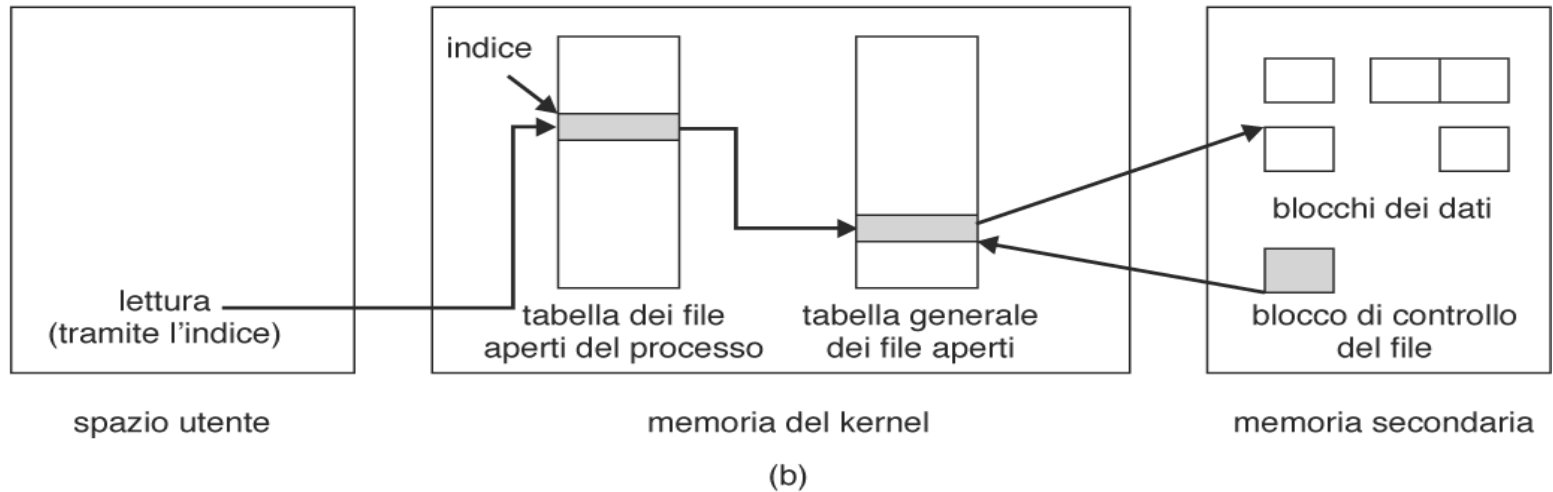 indice
lettura
(tramite l'indice)
tabella dei file
aperti del processo
tabella generale
dei file aperti
blocchi dei dati
blocco di controllo
del file
spazio utente
memoria del kernel
memoria secondaria
(b)